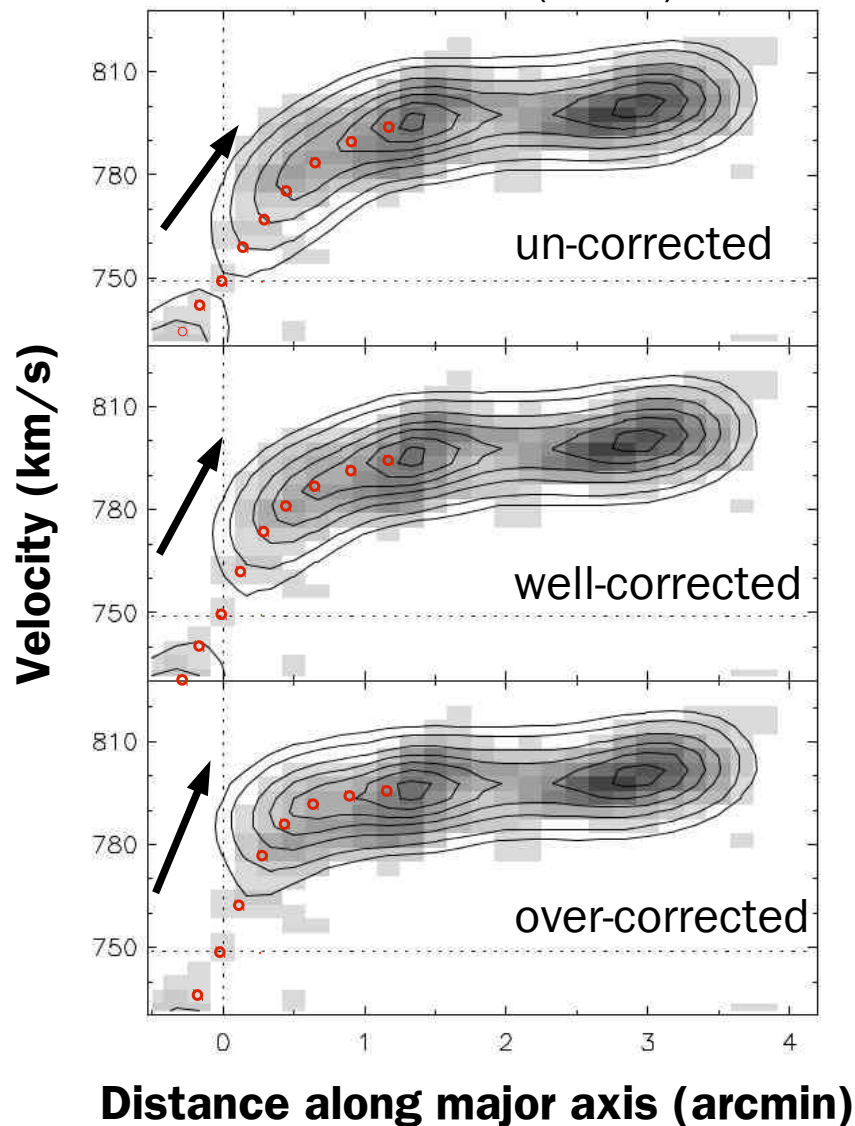 810
780
750
un-corrected
810
780
750
well-corrected
810
780
750
over-corrected
0 1 2 3 4
Velocity (km/s)
Distance along major axis (arcmin)